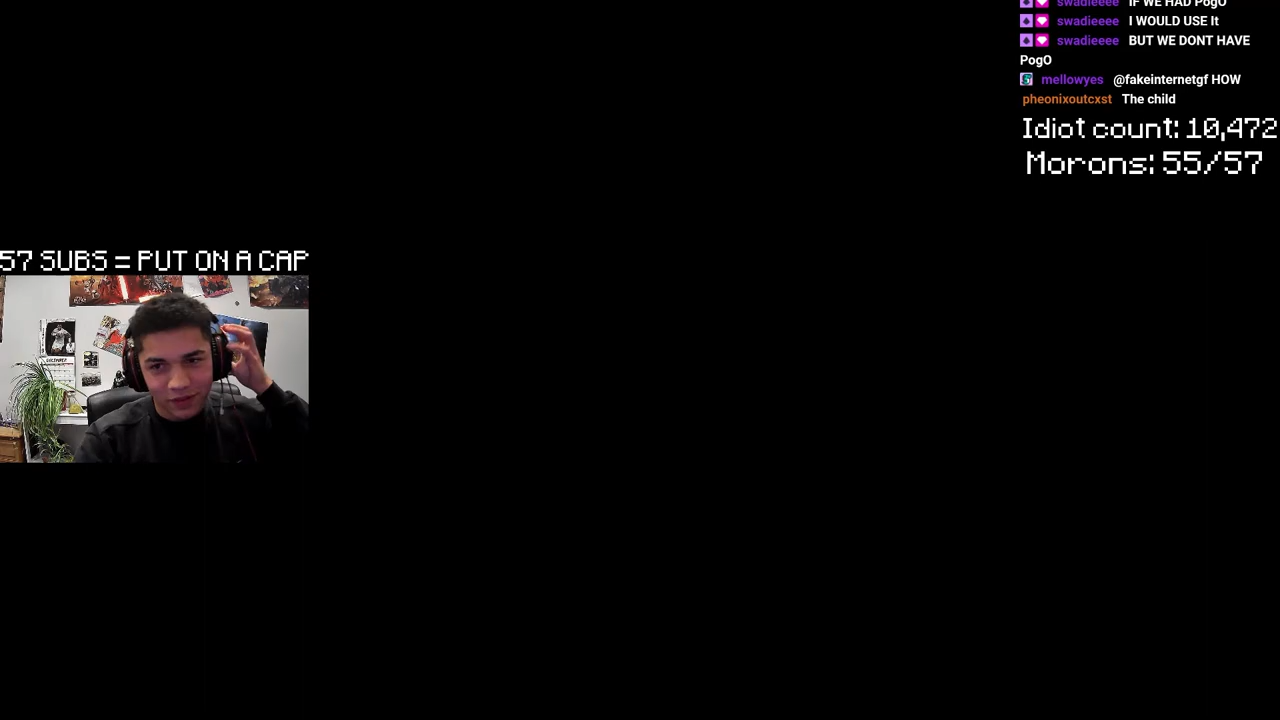 swadieeee IF WE HAD PogO
swadieeee I WOULD USE It
swadieeee BUT WE DONT HAVE
PogO
mellowyes @fakeinternetgf HOW
pheonixoutcxst The child
Idiot count: 10,472
Morons: 55/57
57 SUBS = PUT ON A CAP
DECEMBER